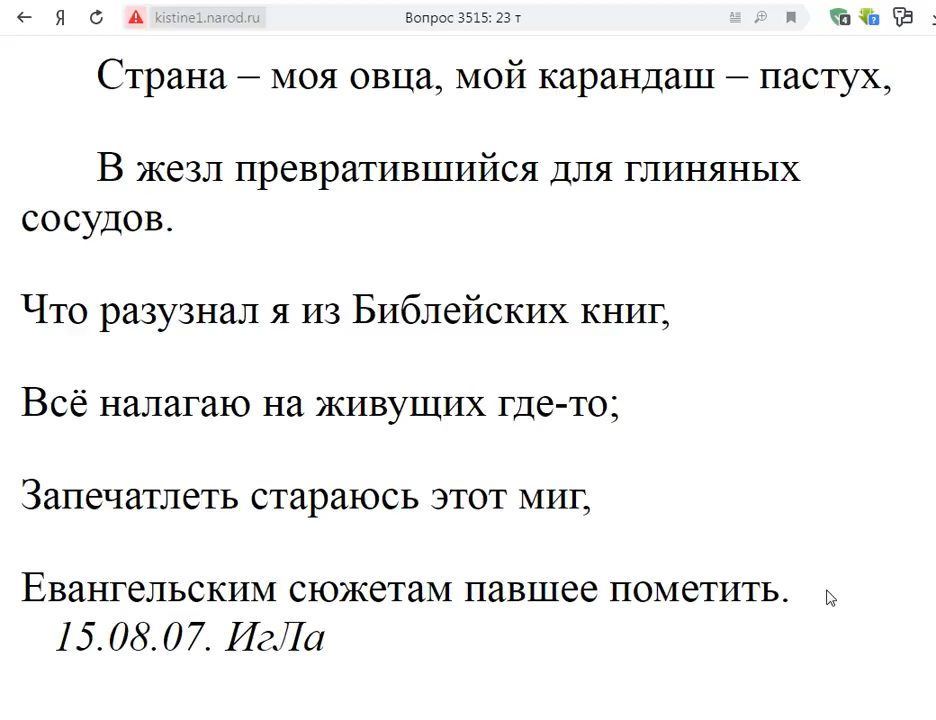 Я kistine1.narod.ru Вопрос 3515: 23 т 4 ?
Страна – моя овца, мой карандаш – пастух,
В жезл превратившийся для глиняных
сосудов.
Что разузнал я из Библейских книг,
Всё налагаю на живущих где-то;
Запечатлеть стараюсь этот миг,
Евангельским сюжетам павшее пометить.
15.08.07. ИгЛа